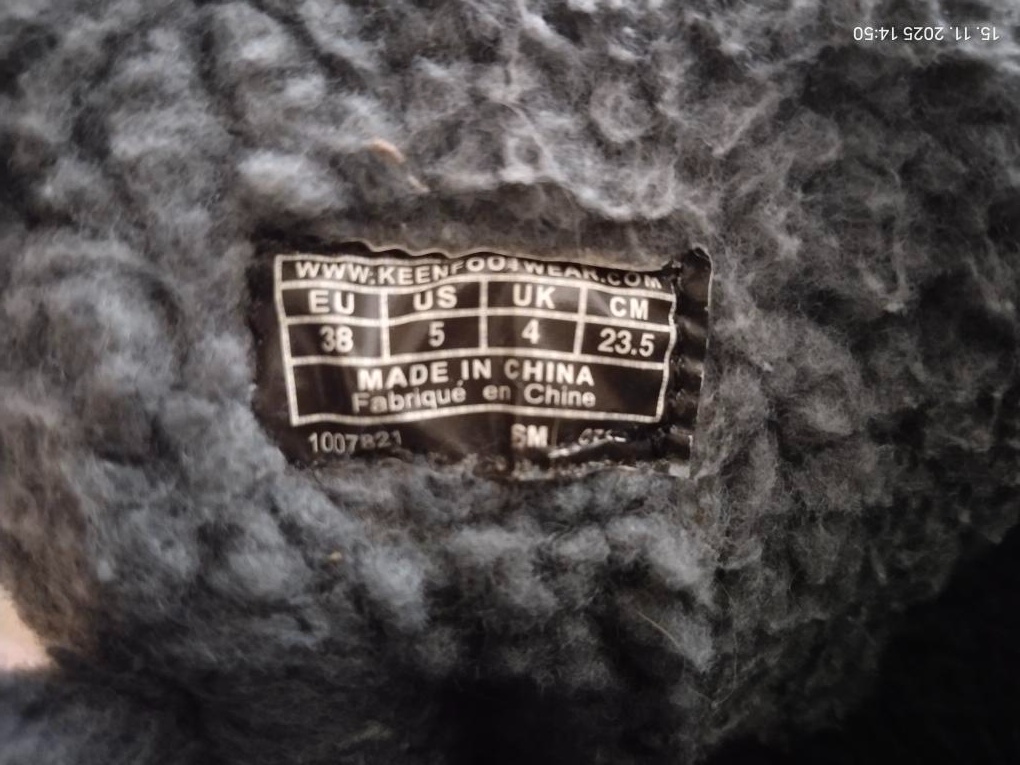 15. 11. 2025 14:50
WWW.KEENFOOTWEAR.COM
EU US UK CM
38 5 4 23.5
MADE IN CHINA
Fabriqué en Chine
1007821 SM